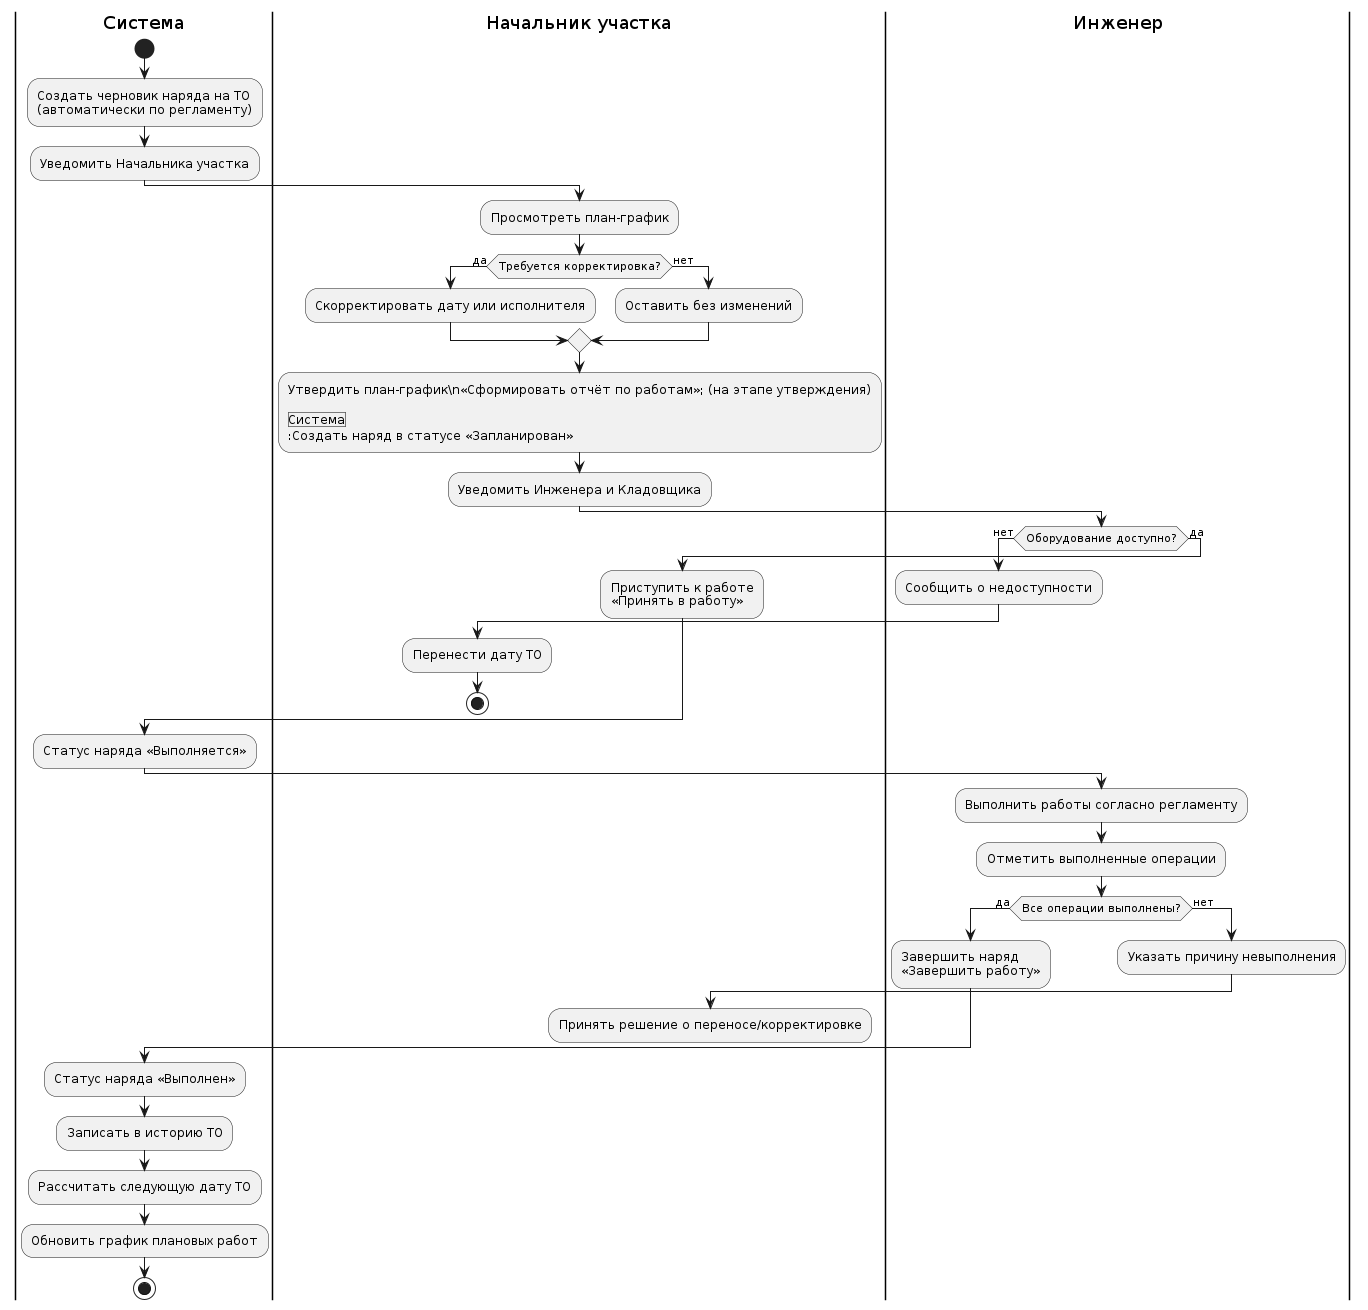 Система
Начальник участка
Инженер
Создать черновик наряда на ТО
(автоматически по регламенту)
Уведомить Начальника участка
Просмотреть план-график
да
Требуется корректировка?
нет
Скорректировать дату или исполнителя
Оставить без изменений
Утвердить план-график\n«Сформировать отчёт по работам»; (на этапе утверждения)
Система
:Создать наряд в статусе «Запланирован»
Уведомить Инженера и Кладовщика
нет
Оборудование доступно?
да
Приступить к работе
«Принять в работу»
Сообщить о недоступности
Перенести дату ТО
Статус наряда «Выполняется»
Выполнить работы согласно регламенту
Отметить выполненные операции
да
Все операции выполнены?
нет
Завершить наряд
«Завершить работу»
Указать причину невыполнения
Принять решение о переносе/корректировке
Статус наряда «Выполнен»
Записать в историю ТО
Рассчитать следующую дату ТО
Обновить график плановых работ